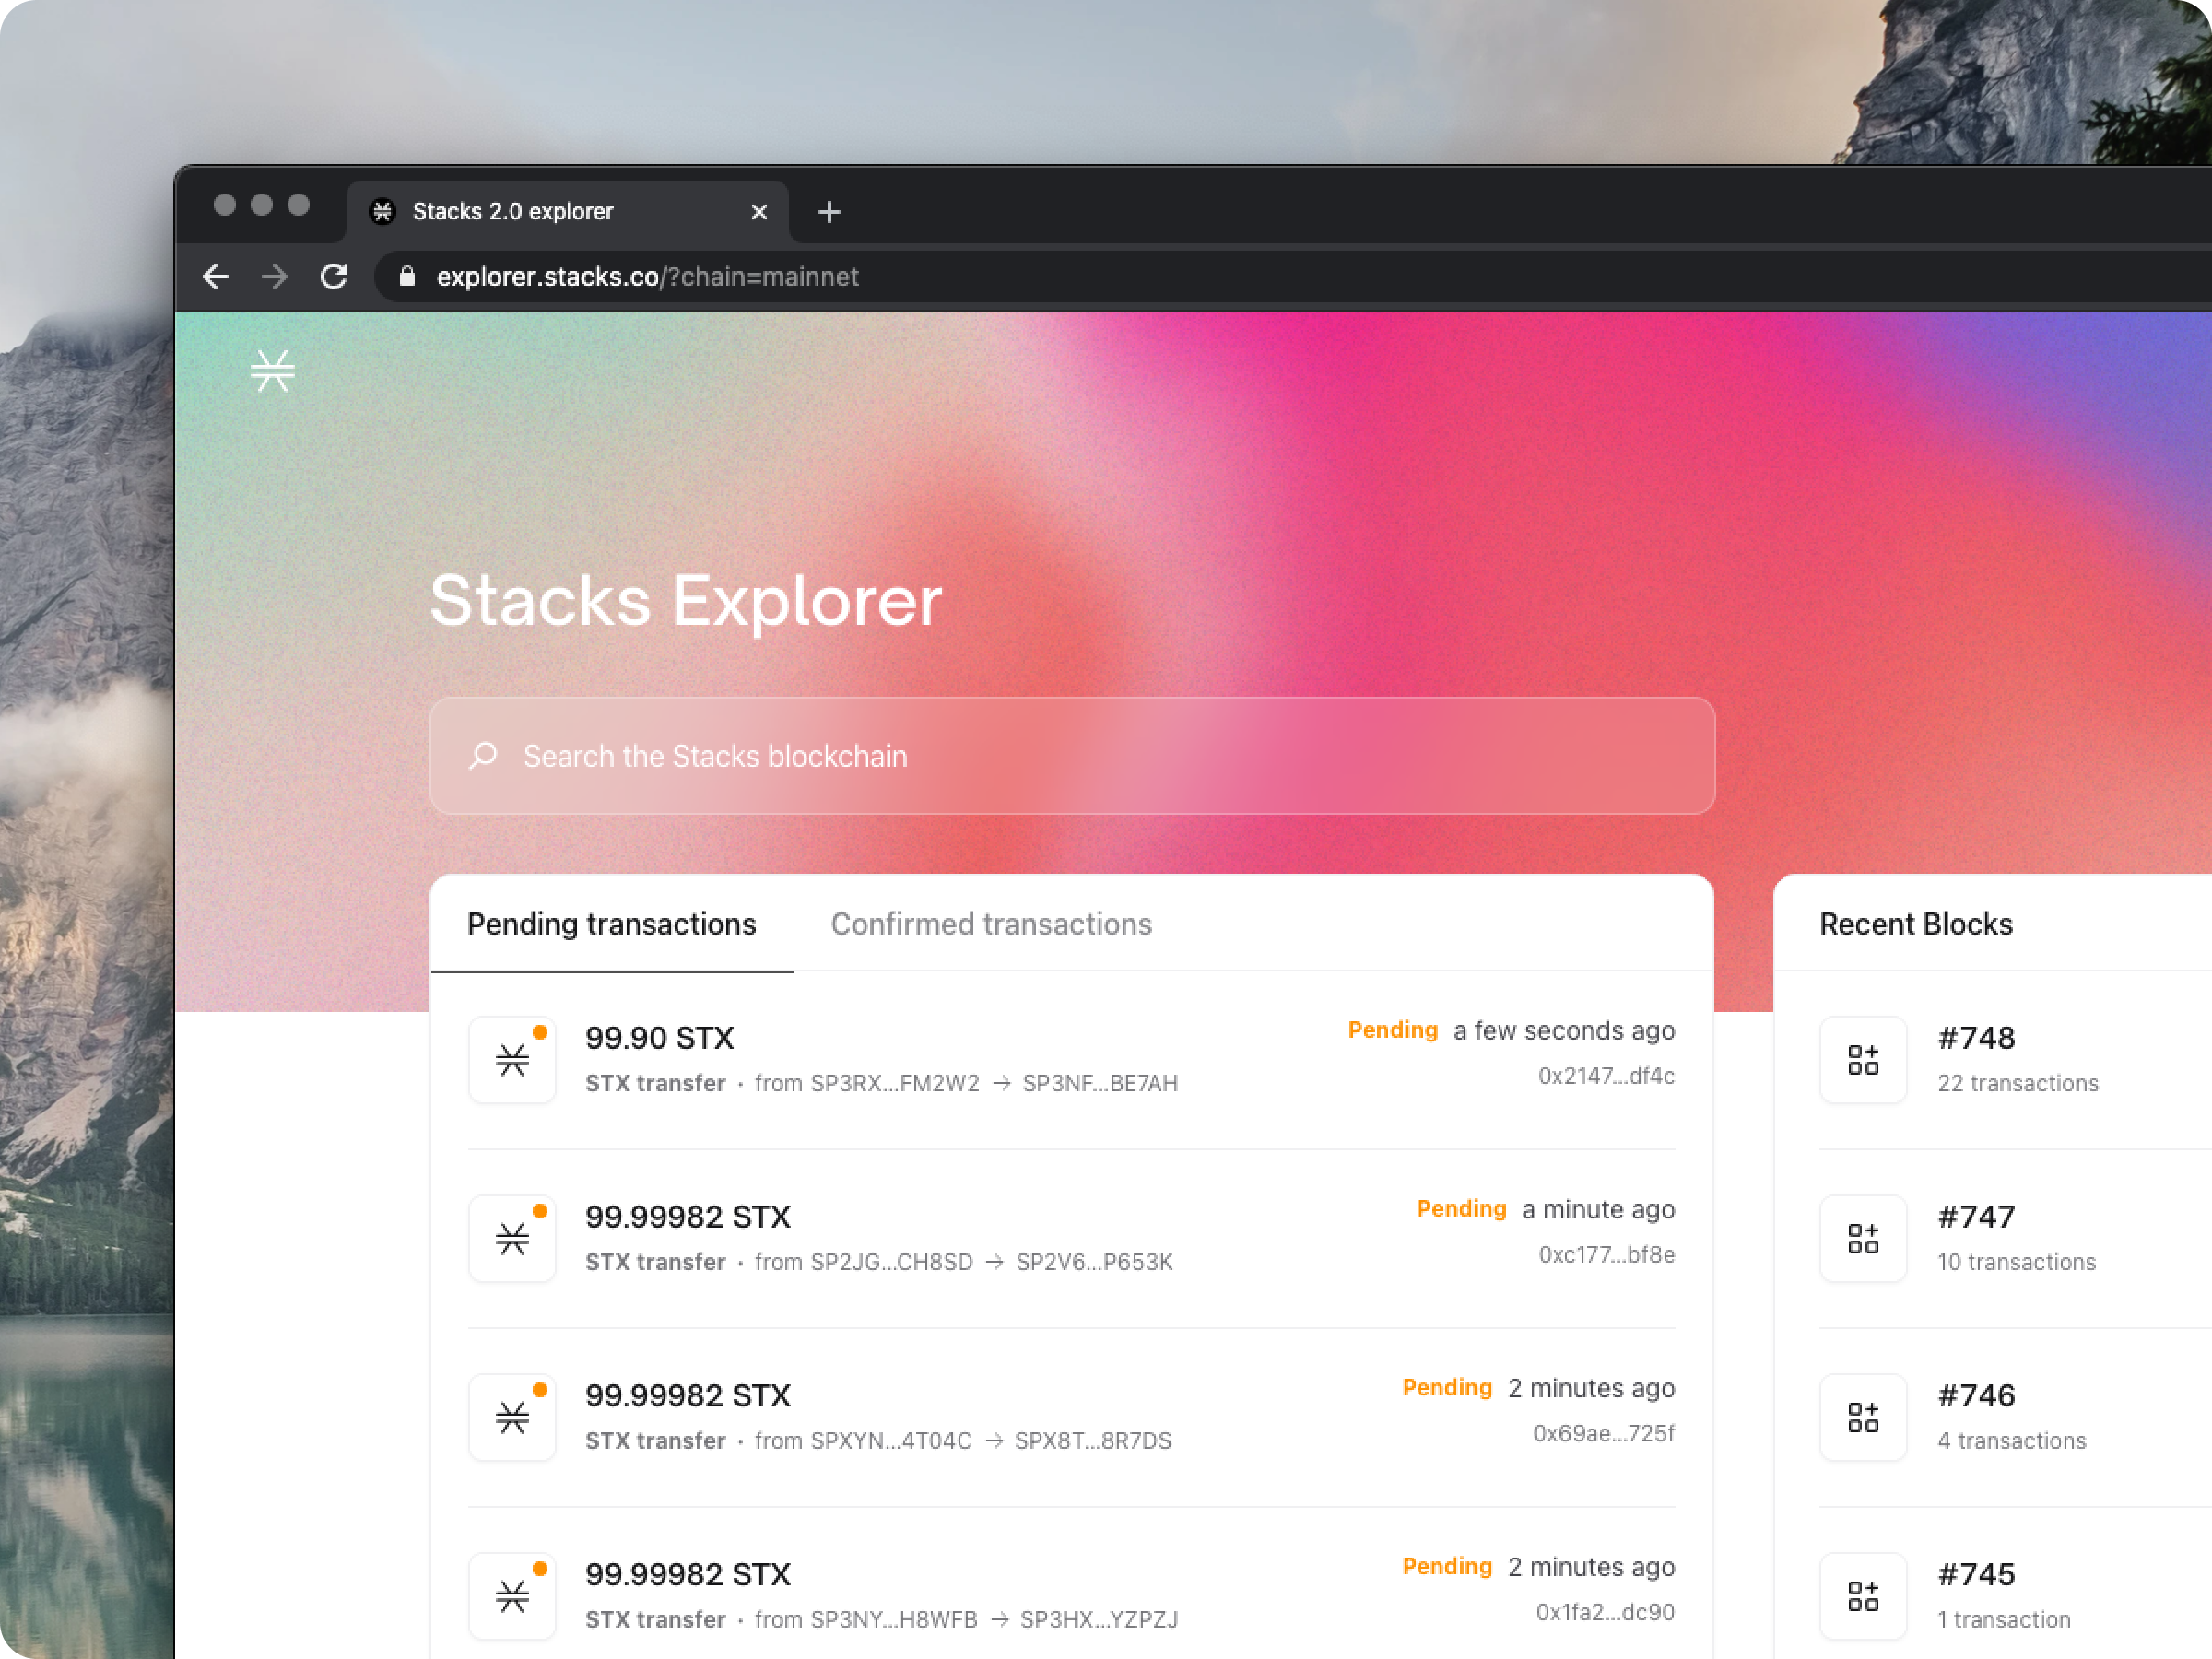 Stacks 2.0 explorer
explorer.stacks.co/?chain=mainnet
Stacks Explorer
Search the Stacks blockchain
Pending transactions
Confirmed transactions
99.90 STX
Pending a few seconds ago
STX transfer · from SP3RX...FM2W2 → SP3NF...BE7AH
0x2147...df4c
99.99982 STX
Pending a minute ago
STX transfer · from SP2JG...CH8SD → SP2V6...P653K
0xc177...bf8e
99.99982 STX
Pending 2 minutes ago
STX transfer · from SPXYN...4T04C → SPX8T...8R7DS
0x69ae...725f
99.99982 STX
Pending 2 minutes ago
STX transfer · from SP3NY...H8WFB → SP3HX...YZPZJ
0x1fa2...dc90
Recent Blocks
#748
22 transactions
#747
10 transactions
#746
4 transactions
#745
1 transaction